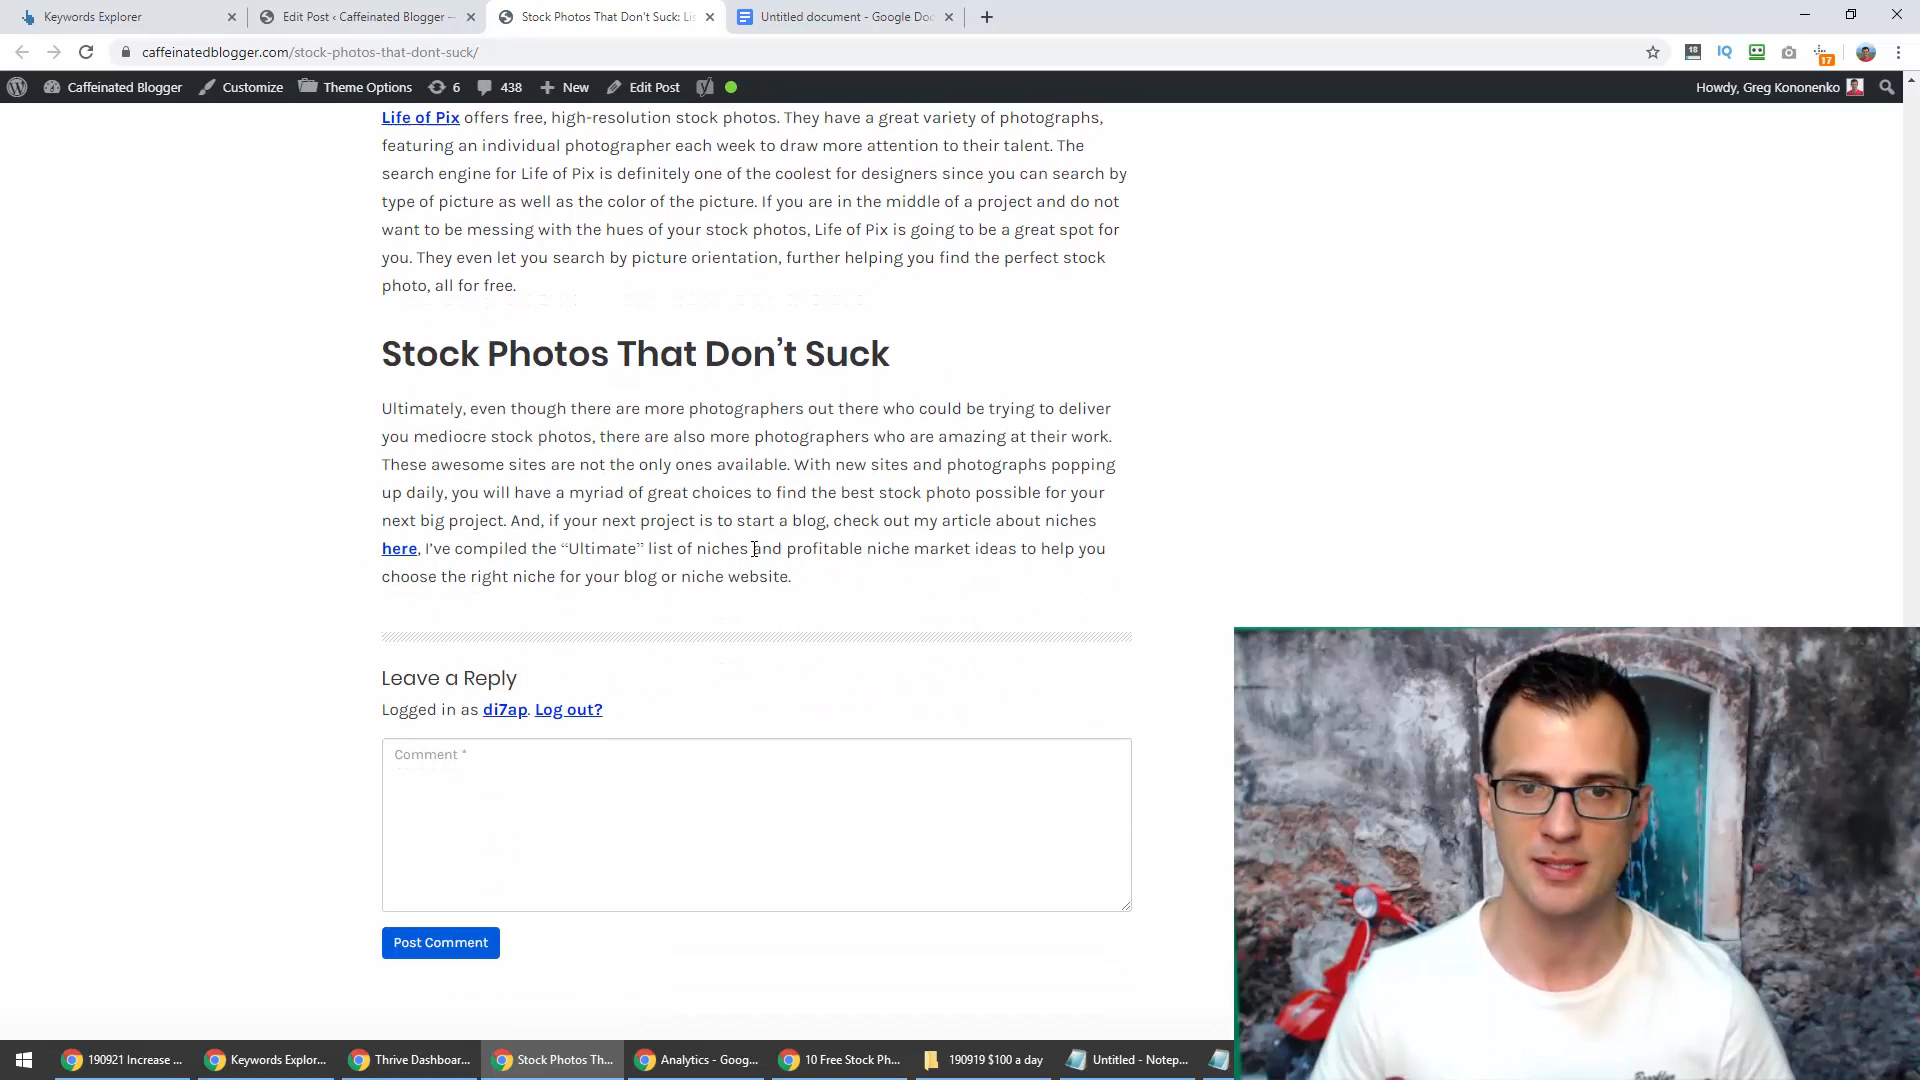 Keywords Explorer
Edit Post ‹ Caffeinated Blogger —
Stock Photos That Don't Suck: Lis
Untitled document - Google Doc
caffeinatedblogger.com/stock-photos-that-dont-suck/
18
IQ
17
Caffeinated Blogger
Customize
Theme Options
6
438
New
Edit Post
Howdy, Greg Kononenko
Life of Pix offers free, high-resolution stock photos. They have a great variety of photographs,
featuring an individual photographer each week to draw more attention to their talent. The
search engine for Life of Pix is definitely one of the coolest for designers since you can search by
type of picture as well as the color of the picture. If you are in the middle of a project and do not
want to be messing with the hues of your stock photos, Life of Pix is going to be a great spot for
you. They even let you search by picture orientation, further helping you find the perfect stock
photo, all for free.
Stock Photos That Don’t Suck
Ultimately, even though there are more photographers out there who could be trying to deliver
you mediocre stock photos, there are also more photographers who are amazing at their work.
These awesome sites are not the only ones available. With new sites and photographs popping
up daily, you will have a myriad of great choices to find the best stock photo possible for your
next big project. And, if your next project is to start a blog, check out my article about niches
here, I’ve compiled the “Ultimate” list of niches and profitable niche market ideas to help you
choose the right niche for your blog or niche website.
Leave a Reply
Logged in as di7ap. Log out?
Comment *
Post Comment
190921 Increase ...
Keywords Explor...
Thrive Dashboar...
Stock Photos Th...
Analytics - Goog...
10 Free Stock Ph...
190919 $100 a day
Untitled - Notep...